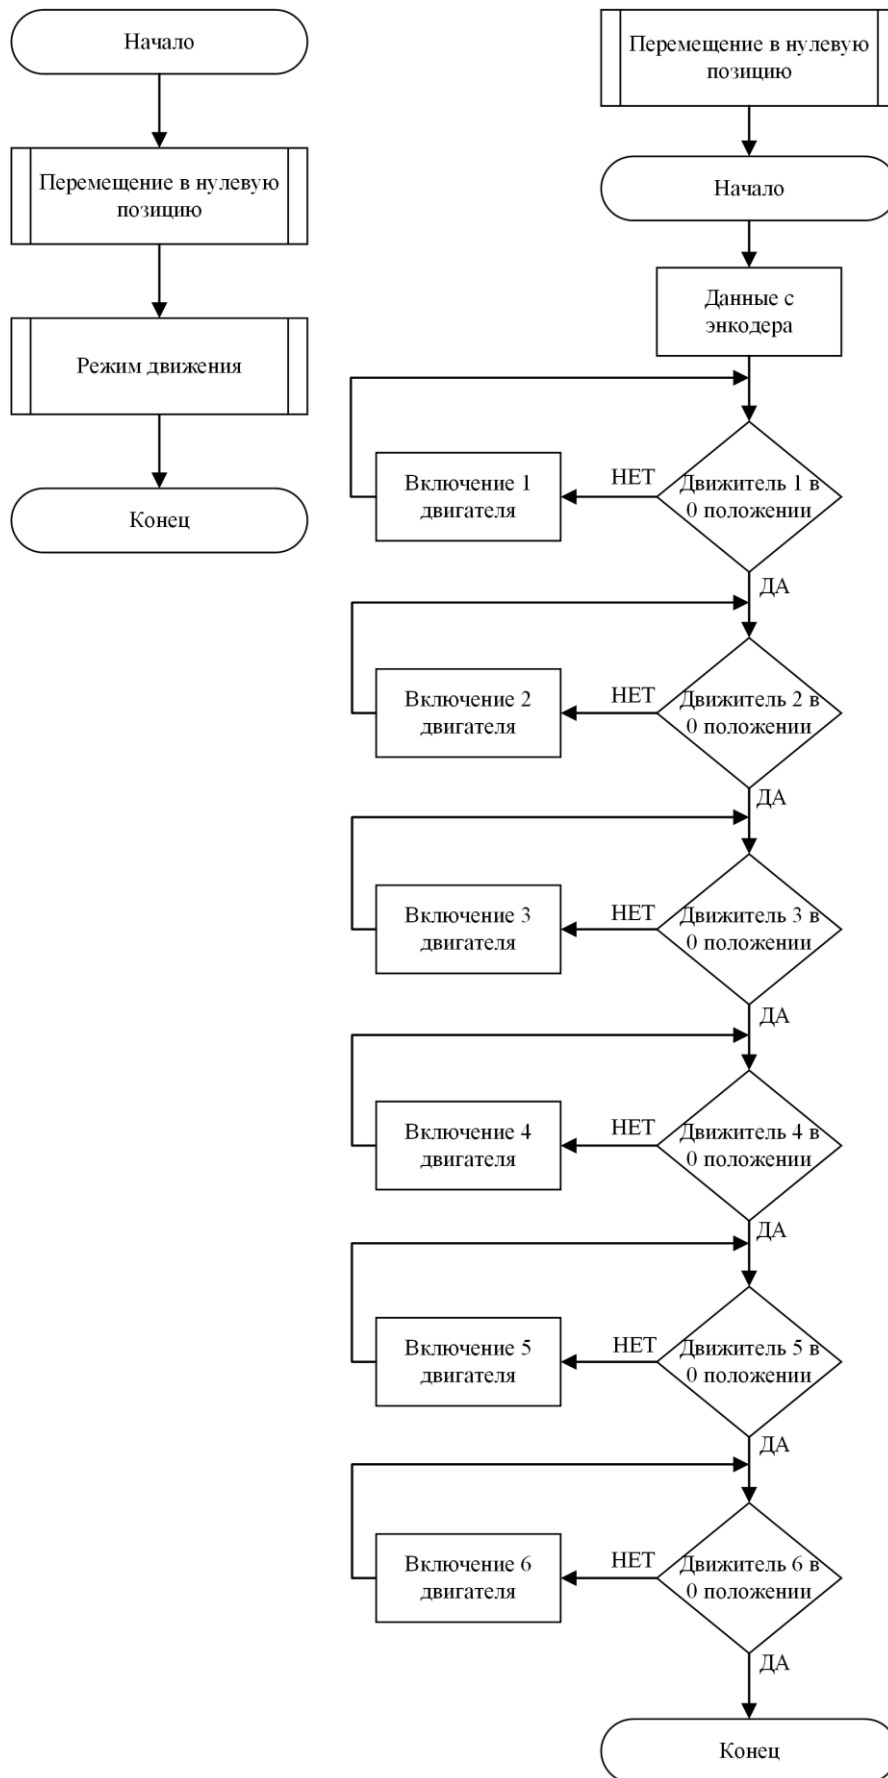 Начало
Перемещение в нулевую
позицию
Режим движения
Конец
Перемещение в нулевую
позицию
Начало
Данные с
энкодера
Движитель 1 в
0 положении
НЕТ
Включение 1
двигателя
ДА
Движитель 2 в
0 положении
НЕТ
Включение 2
двигателя
ДА
Движитель 3 в
0 положении
НЕТ
Включение 3
двигателя
ДА
Движитель 4 в
0 положении
НЕТ
Включение 4
двигателя
ДА
Движитель 5 в
0 положении
НЕТ
Включение 5
двигателя
ДА
Движитель 6 в
0 положении
НЕТ
Включение 6
двигателя
ДА
Конец